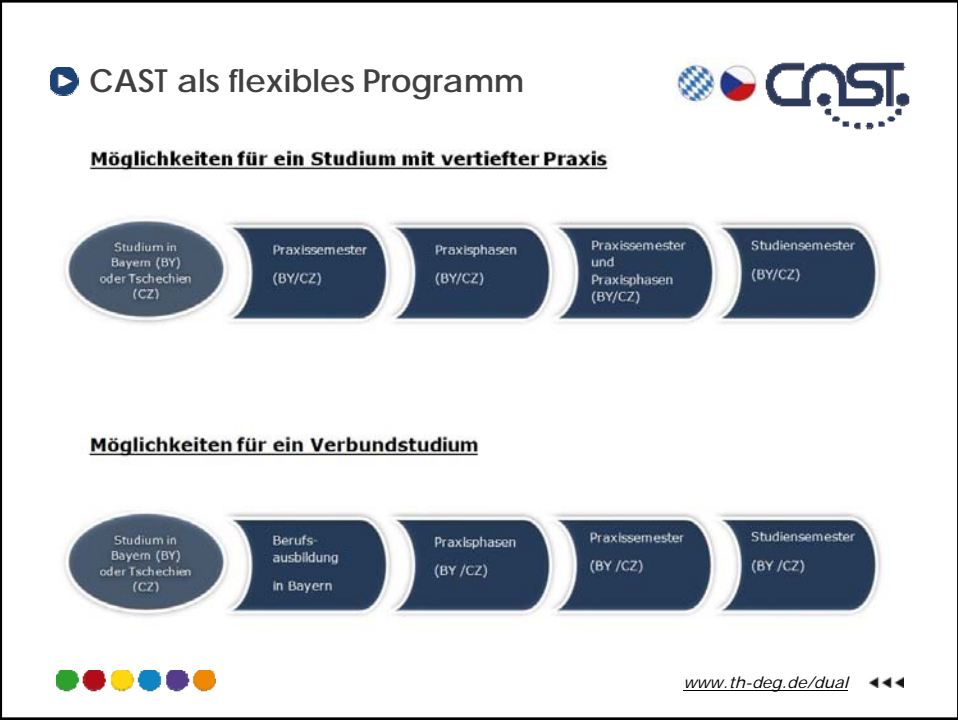 CAST als flexibles Programm
CAST.
Möglichkeiten für ein Studium mit vertiefter Praxis
Studium in
Bayern (BY)
oder Tschechien
(CZ)
Praxissemester
(BY/CZ)
Praxisphasen
(BY/CZ)
Praxissemester
und
Praxisphasen
(BY/CZ)
Studiensemester
(BY/CZ)
Möglichkeiten für ein Verbundstudium
Studium in
Bayern (BY)
oder Tschechien
(CZ)
Berufs-
ausbildung
in Bayern
Praxisphasen
(BY /CZ)
Praxissemester
(BY /CZ)
Studiensemester
(BY /CZ)
www.th-deg.de/dual